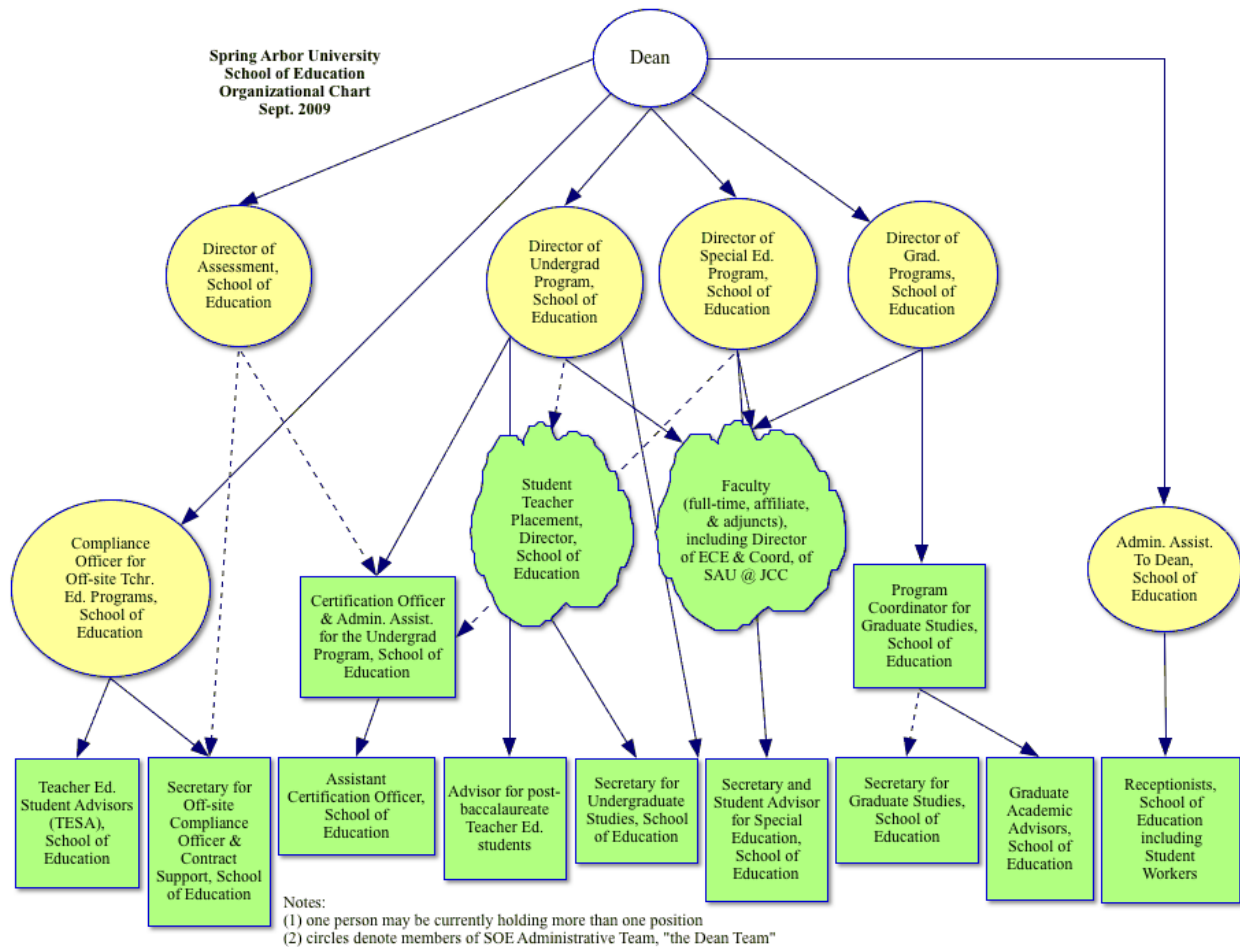 Spring Arbor University
School of Education
Organizational Chart
Sept. 2009
Dean
Director of
Assessment,
School of
Education
Director of
Undergrad
Program,
School of
Education
Director of
Special Ed.
Program,
School of
Education
Director of
Grad.
Programs,
School of
Education
Compliance
Officer for
Off-site Tchr.
Ed. Programs,
School of
Education
Certification Officer
& Admin. Assist.
for the Undergrad
Program, School of
Education
Student
Teacher
Placement,
Director,
School of
Education
Faculty
(full-time, affiliate,
& adjuncts),
including Director
of ECE & Coord, of
SAU @ JCC
Program
Coordinator for
Graduate Studies,
School of
Education
Admin. Assist.
To Dean,
School of
Education
Teacher Ed.
Student Advisors
(TESA),
School of
Education
Secretary for
Off-site
Compliance
Officer &
Contract
Support, School
of Education
Assistant
Certification Officer,
School of
Education
Advisor for post-
baccalaureate
Teacher Ed.
students
Secretary for
Undergraduate
Studies, School
of Education
Secretary and
Student Advisor
for Special
Education,
School of
Education
Secretary for
Graduate Studies,
School of
Education
Graduate
Academic
Advisors,
School of
Education
Receptionists,
School of
Education
including
Student
Workers
Notes:
(1) one person may be currently holding more than one position
(2) circles denote members of SOE Administrative Team, "the Dean Team"